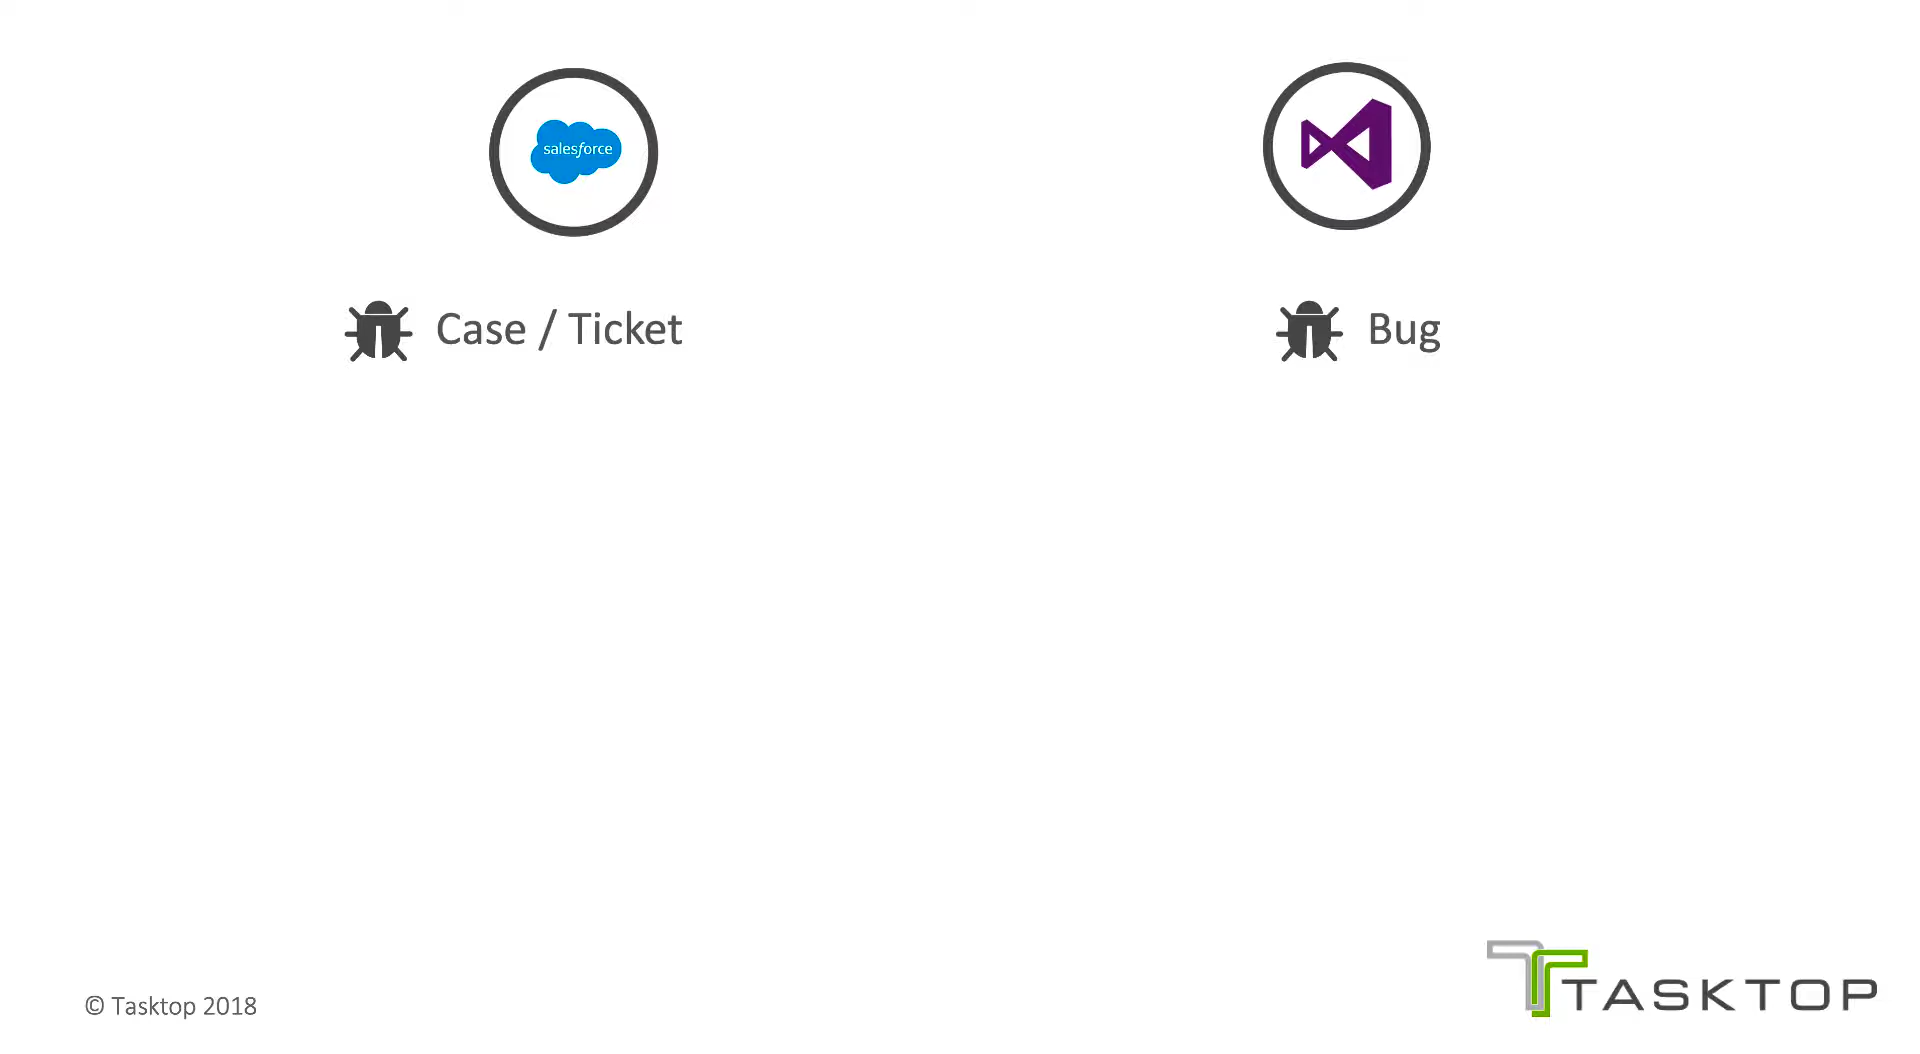 salesforce
Case / Ticket
Bug
© Tasktop 2018
TASKTOP